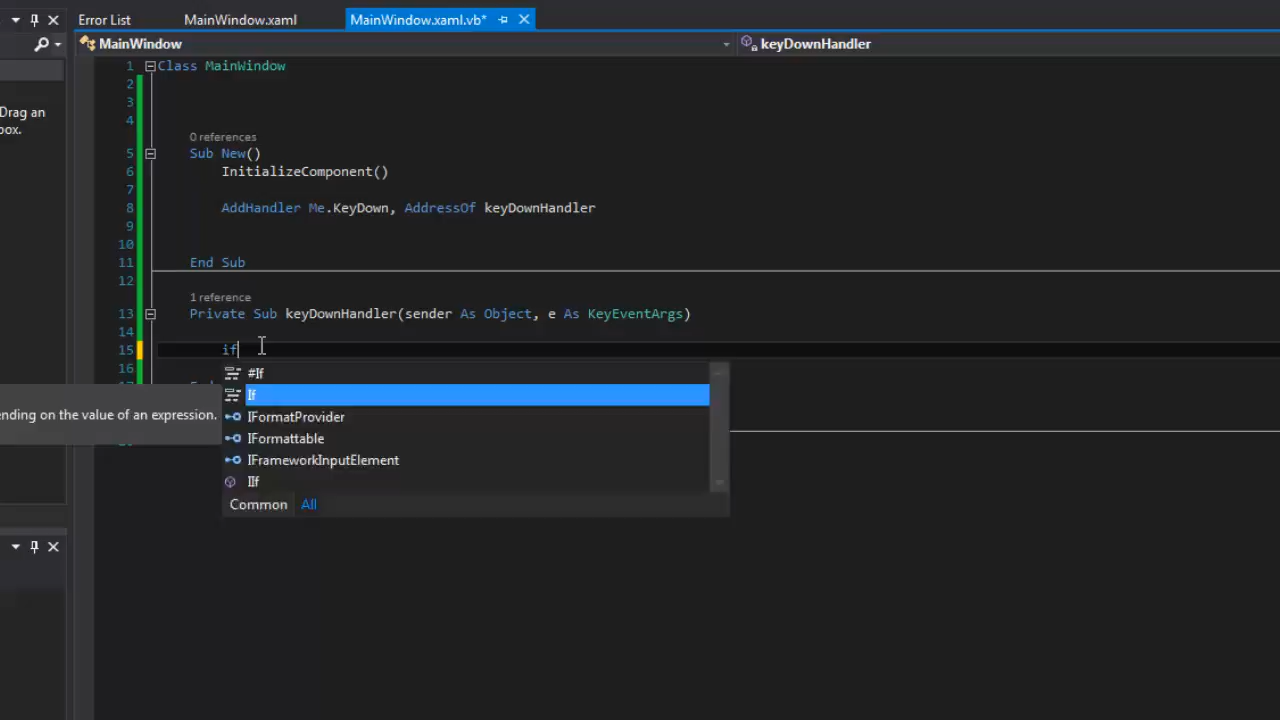 Error List MainWindow.xaml MainWindow.xaml.vb*
MainWindow keyDownHandler
Drag an
box.
1 Class MainWindow
2
3
4
0 references
5 Sub New()
6 InitializeComponent()
7
8 AddHandler Me.KeyDown, AddressOf keyDownHandler
9
10
11 End Sub
12
1 reference
13 Private Sub keyDownHandler(sender As Object, e As KeyEventArgs)
14
15 if
16
#If
If
IFormatProvider
IFormattable
IFrameworkInputElement
IIf
Common All
ending on the value of an expression.